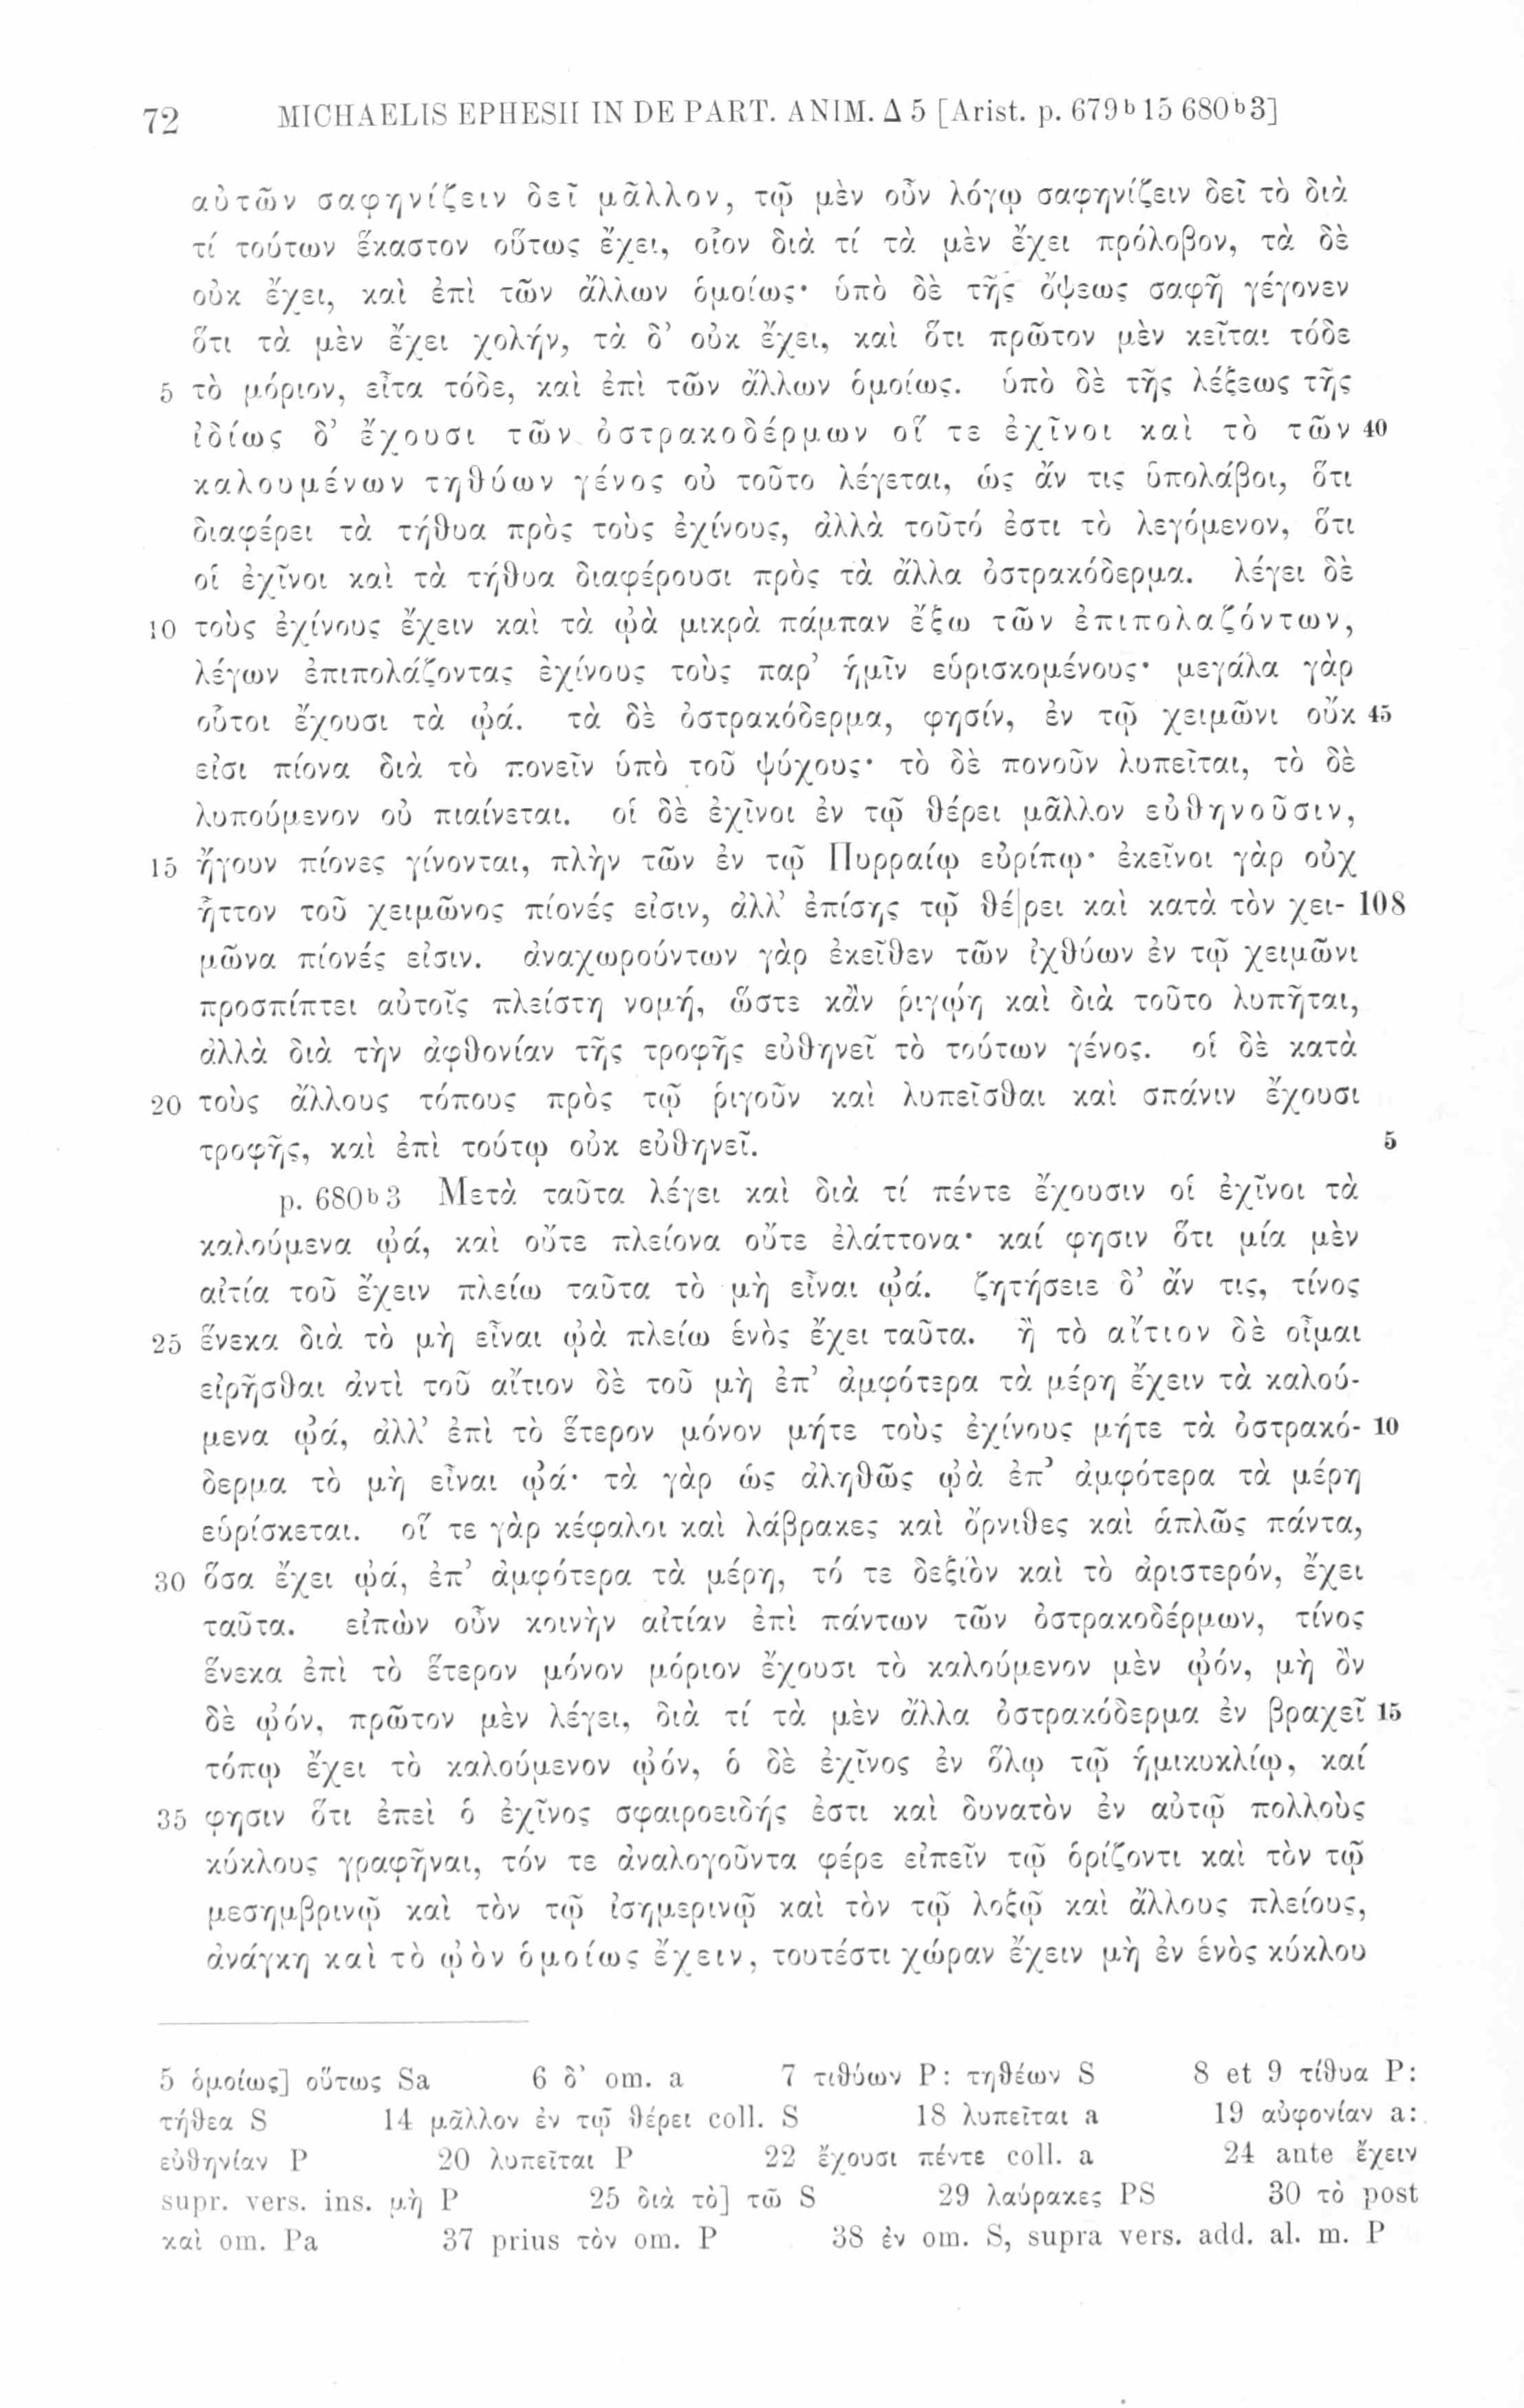 72 MICHAELIS EPHESII IN DE PART. ANIM. Δ 5 [Arist. p. 679ᵇ15 680ᵇ3]
αὐτῶν σαφηνίζειν δεῖ μᾶλλον, τῷ μὲν οὖν λόγῳ σαφηνίζειν δεῖ τὸ διὰ
τί τούτων ἕκαστον οὕτως ἔχει, οἷον διὰ τί τὰ μὲν ἔχει πρόλοβον, τὰ δὲ
οὐκ ἔχει, καὶ ἐπὶ τῶν ἄλλων ὁμοίως· ὑπὸ δὲ τῆς ὄψεως σαφῆ γέγονεν
ὅτι τὰ μὲν ἔχει χολήν, τὰ δ’ οὐκ ἔχει, καὶ ὅτι πρῶτον μὲν κεῖται τόδε
5 τὸ μόριον, εἶτα τόδε, καὶ ἐπὶ τῶν ἄλλων ὁμοίως. ὑπὸ δὲ τῆς λέξεως τῆς
ἰδίως δ’ ἔχουσι τῶν ὀστρακοδέρμων οἵ τε ἐχῖνοι καὶ τὸ τῶν 40
καλουμένων τηθύων γένος οὐ τοῦτο λέγεται, ὡς ἄν τις ὑπολάβοι, ὅτι
διαφέρει τὰ τήθυα πρὸς τοὺς ἐχίνους, ἀλλὰ τοῦτό ἐστι τὸ λεγόμενον, ὅτι
οἱ ἐχῖνοι καὶ τὰ τήθυα διαφέρουσι πρὸς τὰ ἄλλα ὀστρακόδερμα. λέγει δὲ
10 τοὺς ἐχίνους ἔχειν καὶ τὰ ᾠὰ μικρὰ πάμπαν ἔξω τῶν ἐπιπολαζόντων,
λέγων ἐπιπολάζοντας ἐχίνους τοὺς παρ’ ἡμῖν εὑρισκομένους· μεγάλα γὰρ
οὗτοι ἔχουσι τὰ ᾠά. τὰ δὲ ὀστρακόδερμα, φησίν, ἐν τῷ χειμῶνι οὔκ 45
εἰσι πίονα διὰ τὸ πονεῖν ὑπὸ τοῦ ψύχους· τὸ δὲ πονοῦν λυπεῖται, τὸ δὲ
λυπούμενον οὐ πιαίνεται. οἱ δὲ ἐχῖνοι ἐν τῷ θέρει μᾶλλον εὐθηνοῦσιν,
15 ἤγουν πίονες γίνονται, πλὴν τῶν ἐν τῷ Πυρραίῳ εὐρίπῳ· ἐκεῖνοι γὰρ οὐχ
ἧττον τοῦ χειμῶνος πίονές εἰσιν, ἀλλ’ ἐπίσης τῷ θέ|ρει καὶ κατὰ τὸν χει- 108
μῶνα πίονές εἰσιν. ἀναχωρούντων γὰρ ἐκεῖθεν τῶν ἰχθύων ἐν τῷ χειμῶνι
προσπίπτει αὐτοῖς πλείστη νομή, ὥστε κἂν ῥιγῴη καὶ διὰ τοῦτο λυπῆται,
ἀλλὰ διὰ τὴν ἀφθονίαν τῆς τροφῆς εὐθηνεῖ τὸ τούτων γένος. οἱ δὲ κατὰ
20 τοὺς ἄλλους τόπους πρὸς τῷ ῥιγοῦν καὶ λυπεῖσθαι καὶ σπάνιν ἔχουσι
τροφῆς, καὶ ἐπὶ τούτῳ οὐκ εὐθηνεῖ. 5
p. 680ᵇ3 Μετὰ ταῦτα λέγει καὶ διὰ τί πέντε ἔχουσιν οἱ ἐχῖνοι τὰ
καλούμενα ᾠά, καὶ οὔτε πλείονα οὔτε ἐλάττονα· καί φησιν ὅτι μία μὲν
αἰτία τοῦ ἔχειν πλείω ταῦτα τὸ μὴ εἶναι ᾠά. ζητήσειε δ’ ἄν τις, τίνος
25 ἕνεκα διὰ τὸ μὴ εἶναι ᾠὰ πλείω ἑνὸς ἔχει ταῦτα. ἢ τὸ αἴτιον δὲ οἶμαι
εἰρῆσθαι ἀντὶ τοῦ αἴτιον δὲ τοῦ μὴ ἐπ’ ἀμφότερα τὰ μέρη ἔχειν τὰ καλού-
μενα ᾠά, ἀλλ’ ἐπὶ τὸ ἕτερον μόνον μήτε τοὺς ἐχίνους μήτε τὰ ὀστρακό- 10
δερμα τὸ μὴ εἶναι ᾠά· τὰ γὰρ ὡς ἀληθῶς ᾠὰ ἐπ’ ἀμφότερα τὰ μέρη
εὑρίσκεται. οἵ τε γὰρ κέφαλοι καὶ λάβρακες καὶ ὄρνιθες καὶ ἁπλῶς πάντα,
30 ὅσα ἔχει ᾠά, ἐπ’ ἀμφότερα τὰ μέρη, τό τε δεξιὸν καὶ τὸ ἀριστερόν, ἔχει
ταῦτα. εἰπὼν οὖν κοινὴν αἰτίαν ἐπὶ πάντων τῶν ὀστρακοδέρμων, τίνος
ἕνεκα ἐπὶ τὸ ἕτερον μόνον μόριον ἔχουσι τὸ καλούμενον μὲν ᾠόν, μὴ ὂν
δὲ ᾠόν, πρῶτον μὲν λέγει, διὰ τί τὰ μὲν ἄλλα ὀστρακόδερμα ἐν βραχεῖ 15
τόπῳ ἔχει τὸ καλούμενον ᾠόν, ὁ δὲ ἐχῖνος ἐν ὅλῳ τῷ ἡμικυκλίῳ, καί
35 φησιν ὅτι ἐπεὶ ὁ ἐχῖνος σφαιροειδής ἐστι καὶ δυνατὸν ἐν αὐτῷ πολλοὺς
κύκλους γραφῆναι, τόν τε ἀναλογοῦντα φέρε εἰπεῖν τῷ ὁρίζοντι καὶ τὸν τῷ
μεσημβρινῷ καὶ τὸν τῷ ἰσημερινῷ καὶ τὸν τῷ λοξῷ καὶ ἄλλους πλείους,
ἀνάγκη καὶ τὸ ᾠὸν ὁμοίως ἔχειν, τουτέστι χώραν ἔχειν μὴ ἐν ἑνὸς κύκλου
5 ὁμοίως] οὕτως Sa 6 δ’ om. a 7 τιθύων P: τηθέων S 8 et 9 τίθυα P:
τήθεα S 14 μᾶλλον ἐν τῷ θέρει coll. S 18 λυπεῖται a 19 αὐφονίαν a:
εὐθηνίαν P 20 λυπεῖται P 22 ἔχουσι πέντε coll. a 24 ante ἔχειν
supr. vers. ins. μὴ P 25 διὰ τὸ] τῶ S 29 λαύρακες PS 30 τὸ post
καὶ om. Pa 37 prius τὸν om. P 38 ἐν om. S, supra vers. add. al. m. P